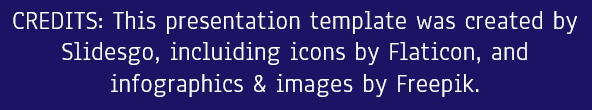 CREDITS: This presentation template was created by
Slidesgo, incluiding icons by Flaticon, and
infographics & images by Freepik.